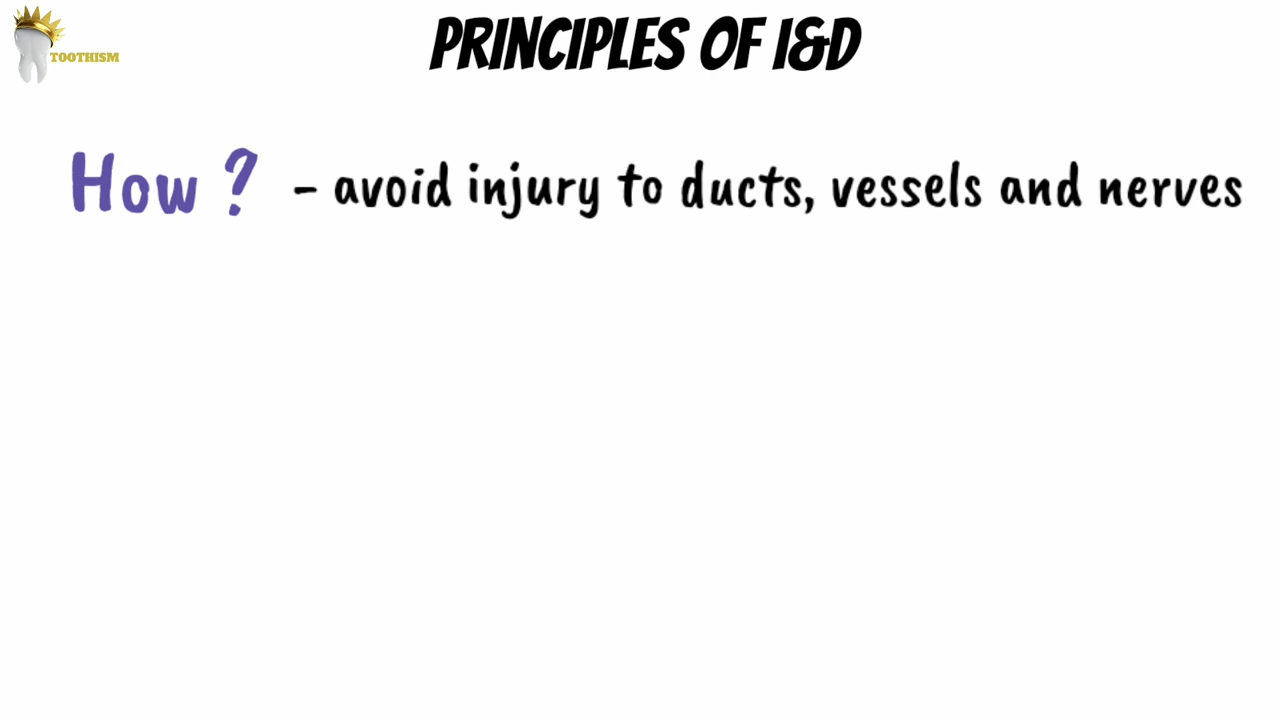 PRINCIPLES OF I&D
TOOTHISM
How ? - avoid injury to ducts, vessels and nerves